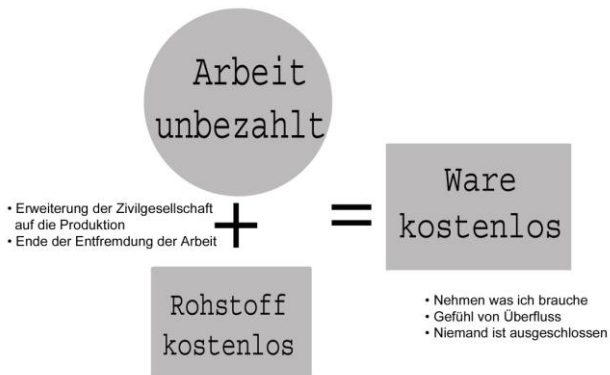 Arbeit
unbezahlt
• Erweiterung der Zivilgesellschaft
auf die Produktion
• Ende der Entfremdung der Arbeit
+
=
Ware
kostenlos
Rohstoff
kostenlos
• Nehmen was ich brauche
• Gefühl von Überfluss
• Niemand ist ausgeschlossen